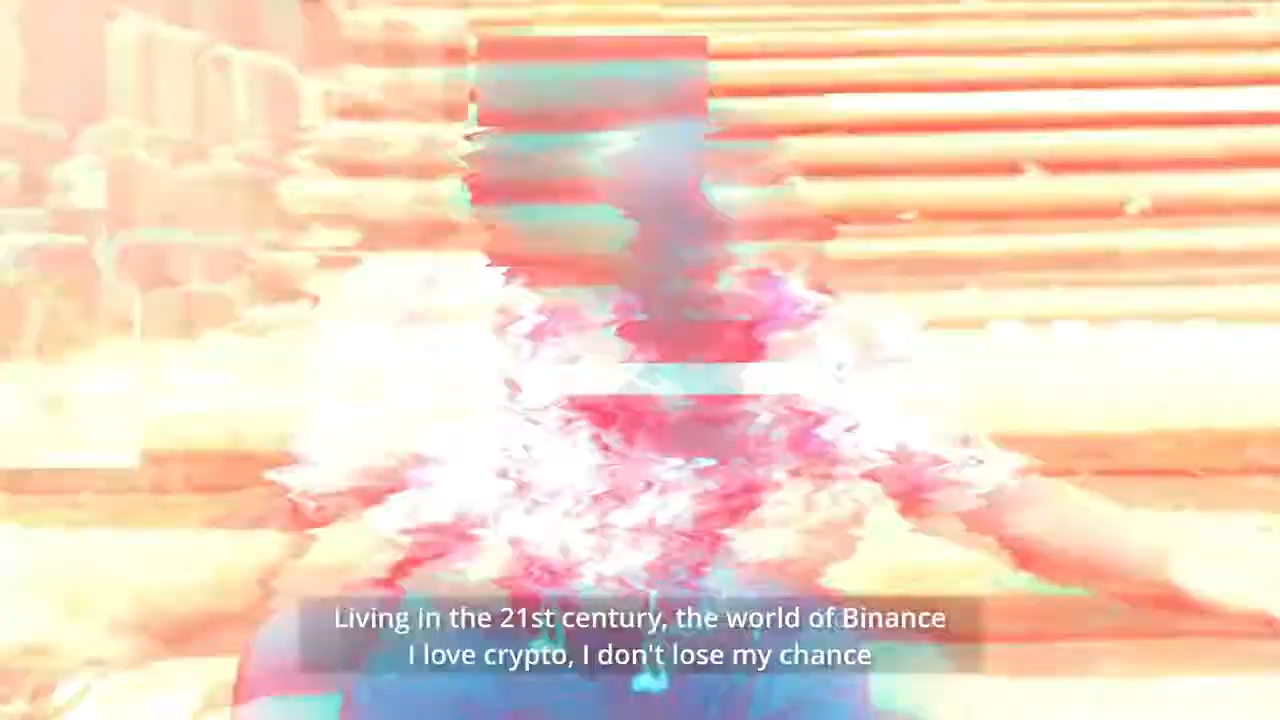 Living in the 21st century, the world of Binance
I love crypto, I don't lose my chance